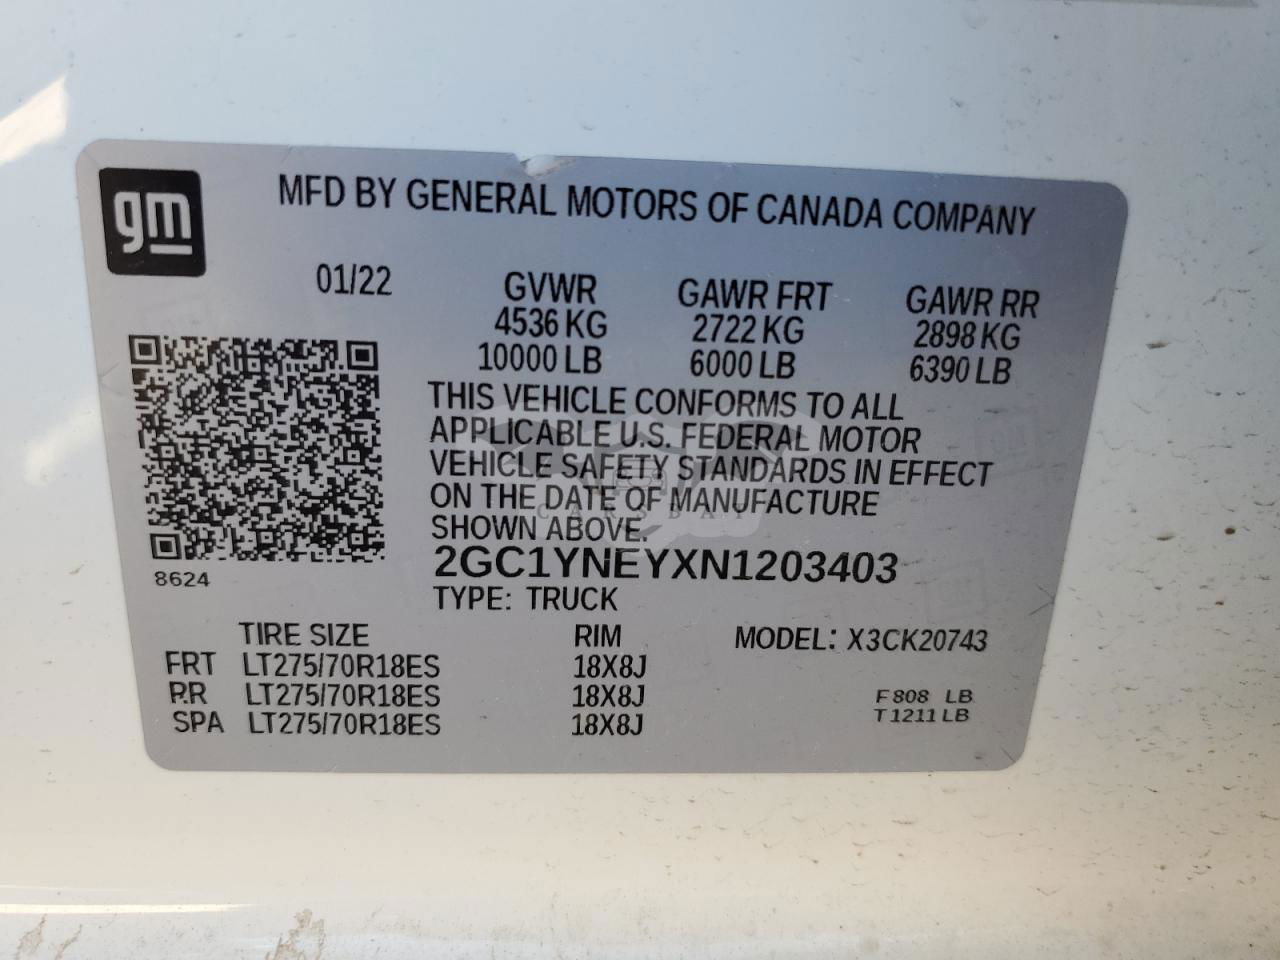 gm
MFD BY GENERAL MOTORS OF CANADA COMPANY
01/22 GVWR GAWR FRT GAWR RR
4536 KG 2722 KG 2898 KG
10000 LB 6000 LB 6390 LB
THIS VEHICLE CONFORMS TO ALL
APPLICABLE U.S. FEDERAL MOTOR
VEHICLE SAFETY STANDARDS IN EFFECT
ON THE DATE OF MANUFACTURE
CARSBAY
SHOWN ABOVE.
2GC1YNEYXN1203403
8624
TYPE: TRUCK
TIRE SIZE RIM MODEL: X3CK20743
FRT LT275/70R18ES 18X8J
RR LT275/70R18ES 18X8J F 808 LB
SPA LT275/70R18ES 18X8J T 1211 LB